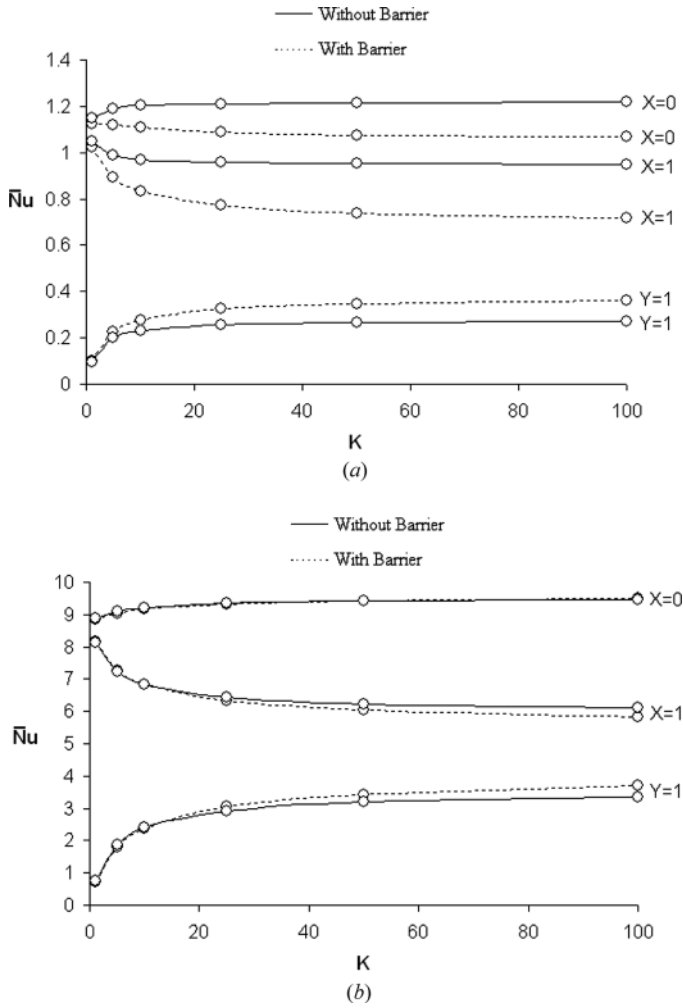 Without Barrier
With Barrier
1.4
1.2
1
0.8
0.6
0.4
0.2
0
N̄u
X=0
X=0
X=1
X=1
Y=1
Y=1
0 20 40 60 80 100
K
(a)
Without Barrier
With Barrier
10
9
8
7
6
5
4
3
2
1
0
N̄u
X=0
X=1
Y=1
0 20 40 60 80 100
K
(b)